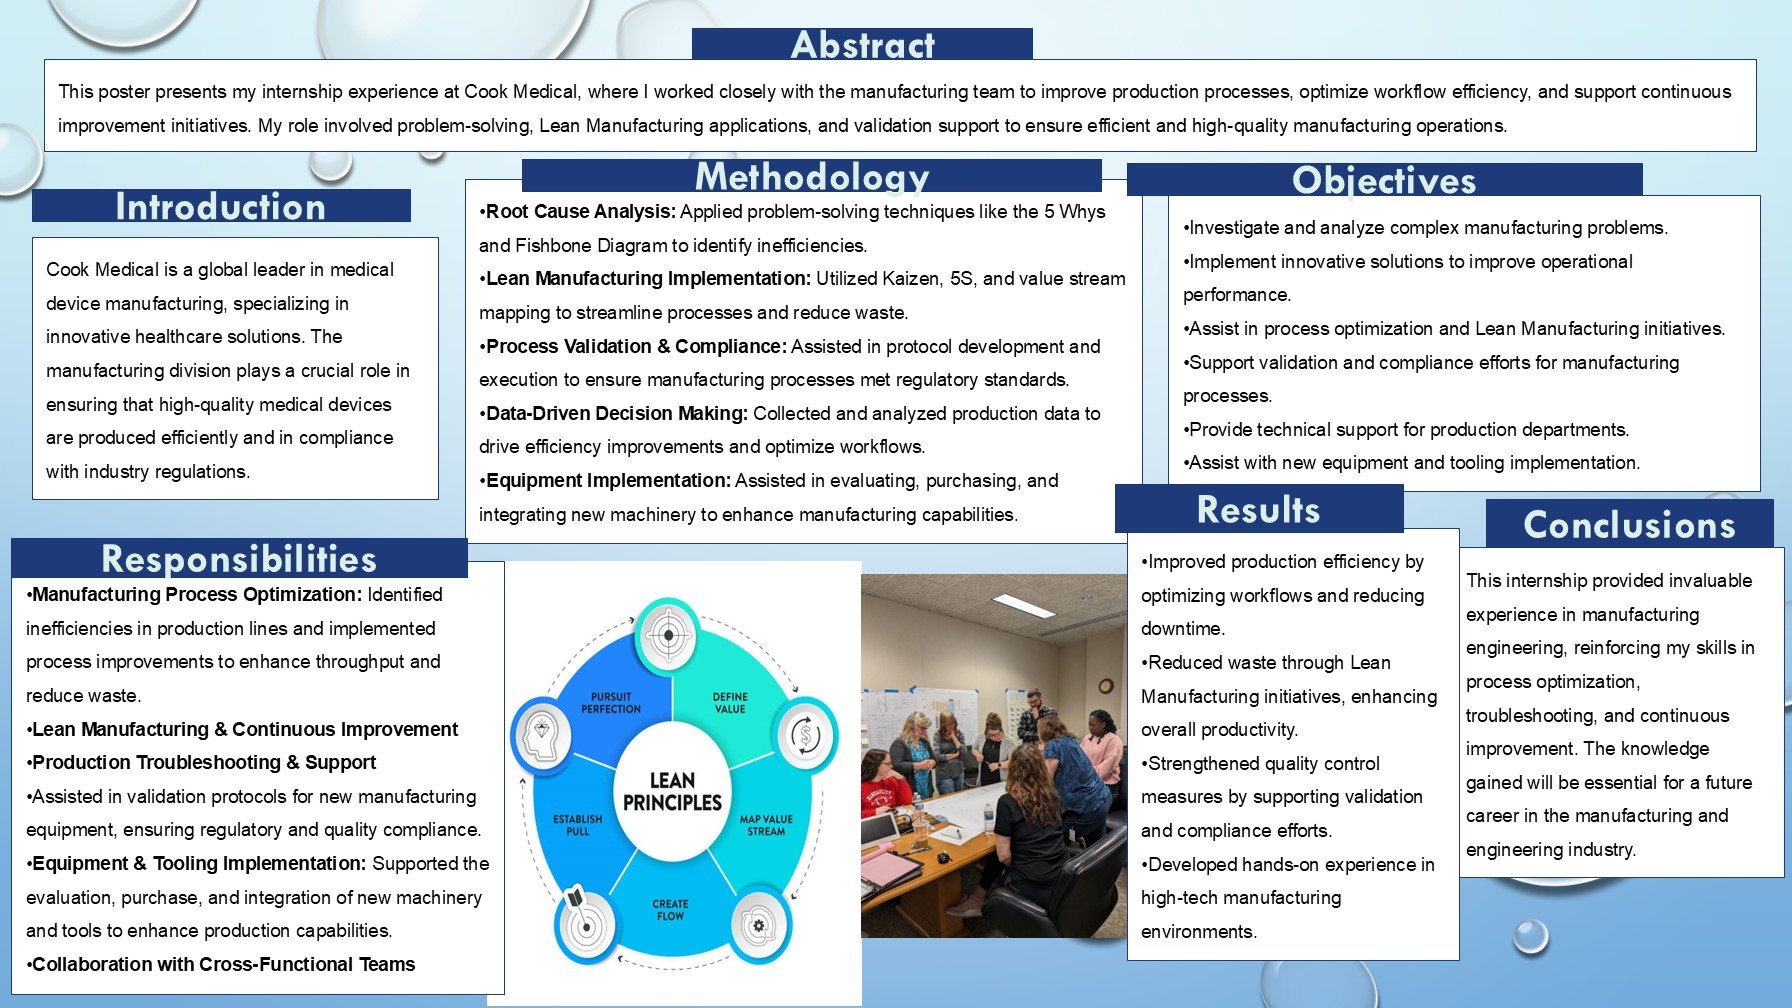 Abstract
This poster presents my internship experience at Cook Medical, where I worked closely with the manufacturing team to improve production processes, optimize workflow efficiency, and support continuous
improvement initiatives. My role involved problem-solving, Lean Manufacturing applications, and validation support to ensure efficient and high-quality manufacturing operations.
Introduction
Cook Medical is a global leader in medical
device manufacturing, specializing in
innovative healthcare solutions. The
manufacturing division plays a crucial role in
ensuring that high-quality medical devices
are produced efficiently and in compliance
with industry regulations.
Methodology
•Root Cause Analysis: Applied problem-solving techniques like the 5 Whys
and Fishbone Diagram to identify inefficiencies.
•Lean Manufacturing Implementation: Utilized Kaizen, 5S, and value stream
mapping to streamline processes and reduce waste.
•Process Validation & Compliance: Assisted in protocol development and
execution to ensure manufacturing processes met regulatory standards.
•Data-Driven Decision Making: Collected and analyzed production data to
drive efficiency improvements and optimize workflows.
•Equipment Implementation: Assisted in evaluating, purchasing, and
integrating new machinery to enhance manufacturing capabilities.
Objectives
•Investigate and analyze complex manufacturing problems.
•Implement innovative solutions to improve operational
performance.
•Assist in process optimization and Lean Manufacturing initiatives.
•Support validation and compliance efforts for manufacturing
processes.
•Provide technical support for production departments.
•Assist with new equipment and tooling implementation.
Responsibilities
•Manufacturing Process Optimization: Identified
inefficiencies in production lines and implemented
process improvements to enhance throughput and
reduce waste.
•Lean Manufacturing & Continuous Improvement
•Production Troubleshooting & Support
•Assisted in validation protocols for new manufacturing
equipment, ensuring regulatory and quality compliance.
•Equipment & Tooling Implementation: Supported the
evaluation, purchase, and integration of new machinery
and tools to enhance production capabilities.
•Collaboration with Cross-Functional Teams
PURSUIT
PERFECTION
DEFINE
VALUE
LEAN
PRINCIPLES
ESTABLISH
PULL
MAP VALUE
STREAM
CREATE
FLOW
$
Results
•Improved production efficiency by
optimizing workflows and reducing
downtime.
•Reduced waste through Lean
Manufacturing initiatives, enhancing
overall productivity.
•Strengthened quality control
measures by supporting validation
and compliance efforts.
•Developed hands-on experience in
high-tech manufacturing
environments.
Conclusions
This internship provided invaluable
experience in manufacturing
engineering, reinforcing my skills in
process optimization,
troubleshooting, and continuous
improvement. The knowledge
gained will be essential for a future
career in the manufacturing and
engineering industry.